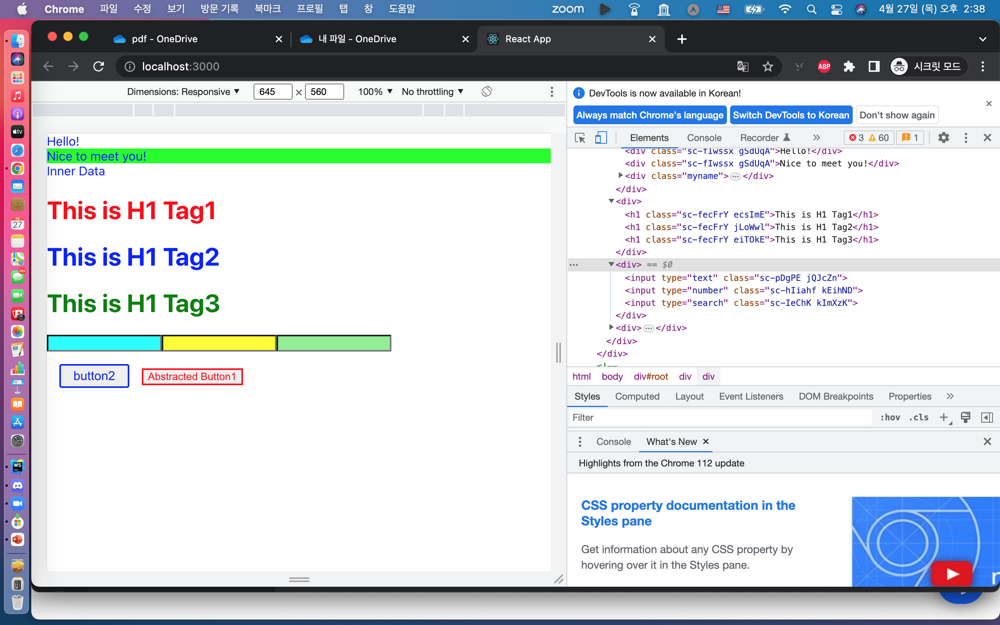 Chrome 파일 수정 보기 방문 기록 북마크 프로필 탭 창 도움말 zoom 4월 27일 (목) 오후 2:38
pdf - OneDrive 내 파일 - OneDrive React App
localhost:3000 ABP 시크릿 모드
Dimensions: Responsive 645 × 560 100% No throttling
Hello!
Nice to meet you!
Inner Data
This is H1 Tag1
This is H1 Tag2
This is H1 Tag3
button2 Abstracted Button1
DevTools is now available in Korean!
Always match Chrome's language Switch DevTools to Korean Don't show again
Elements Console Recorder 3 60 1
<div class="sc-fIwssx gSdUqA">Hello!</div>
<div class="sc-fIwssx gSdUqA">Nice to meet you!</div>
<div class="myname">…</div>
</div>
<div>
<h1 class="sc-fecFrY ecsImE">This is H1 Tag1</h1>
<h1 class="sc-fecFrY jLoWwl">This is H1 Tag2</h1>
<h1 class="sc-fecFrY eiTOkE">This is H1 Tag3</h1>
</div>
<div> == $0
<input type="text" class="sc-pDgPE jQJcZn">
<input type="number" class="sc-hIiahf kEihND">
<input type="search" class="sc-IeChK kImXzK">
</div>
<div>…</div>
</div>
</div>
<!--
html body div#root div div
Styles Computed Layout Event Listeners DOM Breakpoints Properties
Filter :hov .cls
Console What's New
Highlights from the Chrome 112 update
CSS property documentation in the
Styles pane
Get information about any CSS property by
hovering over it in the Styles pane.
tv
4월
27
244
WS
P